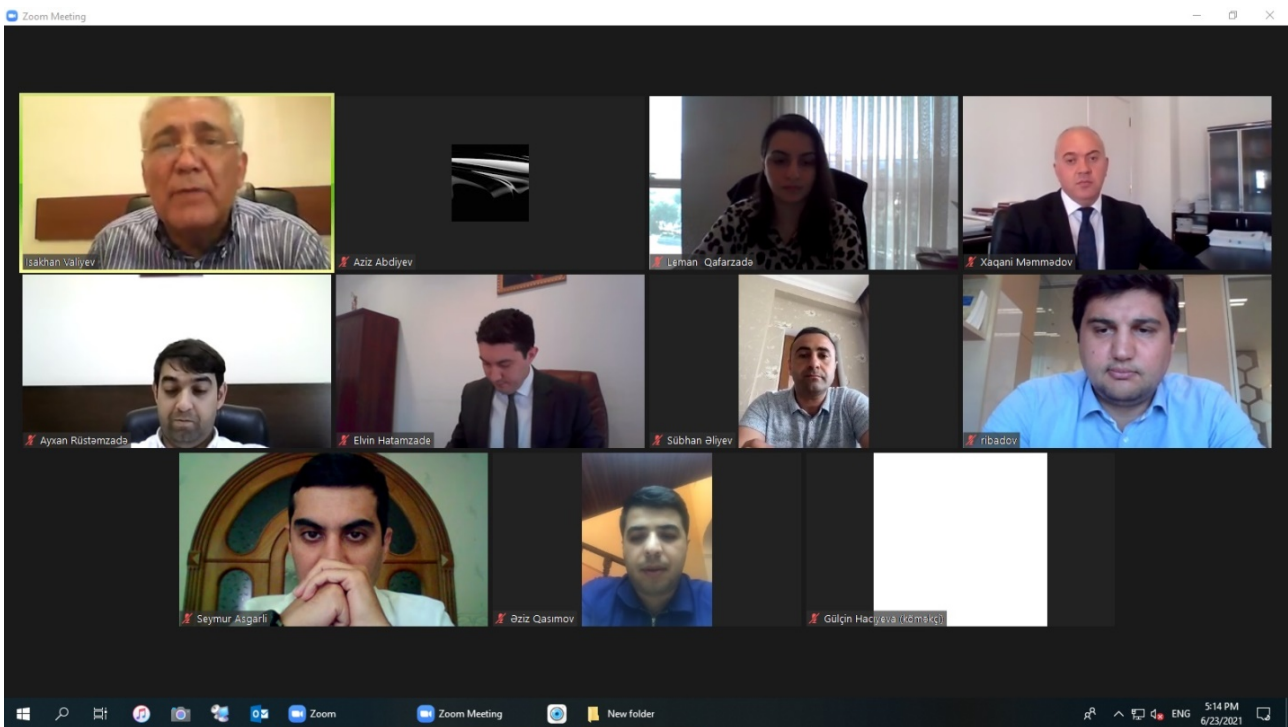 Zoom Meeting
Isakhan Valiyev
Aziz Abdiyev
Leman Qafarzadə
Xaqani Məmmədov
Ayxan Rüstəmzadə
Elvin Hatamzade
Sübhan Əliyev
ribadov
Seymur Asgarli
Əziz Qasımov
Gülçin Hacıyeva (köməkçi)
Zoom
Zoom Meeting
New folder
ENG
5:14 PM
6/23/2021